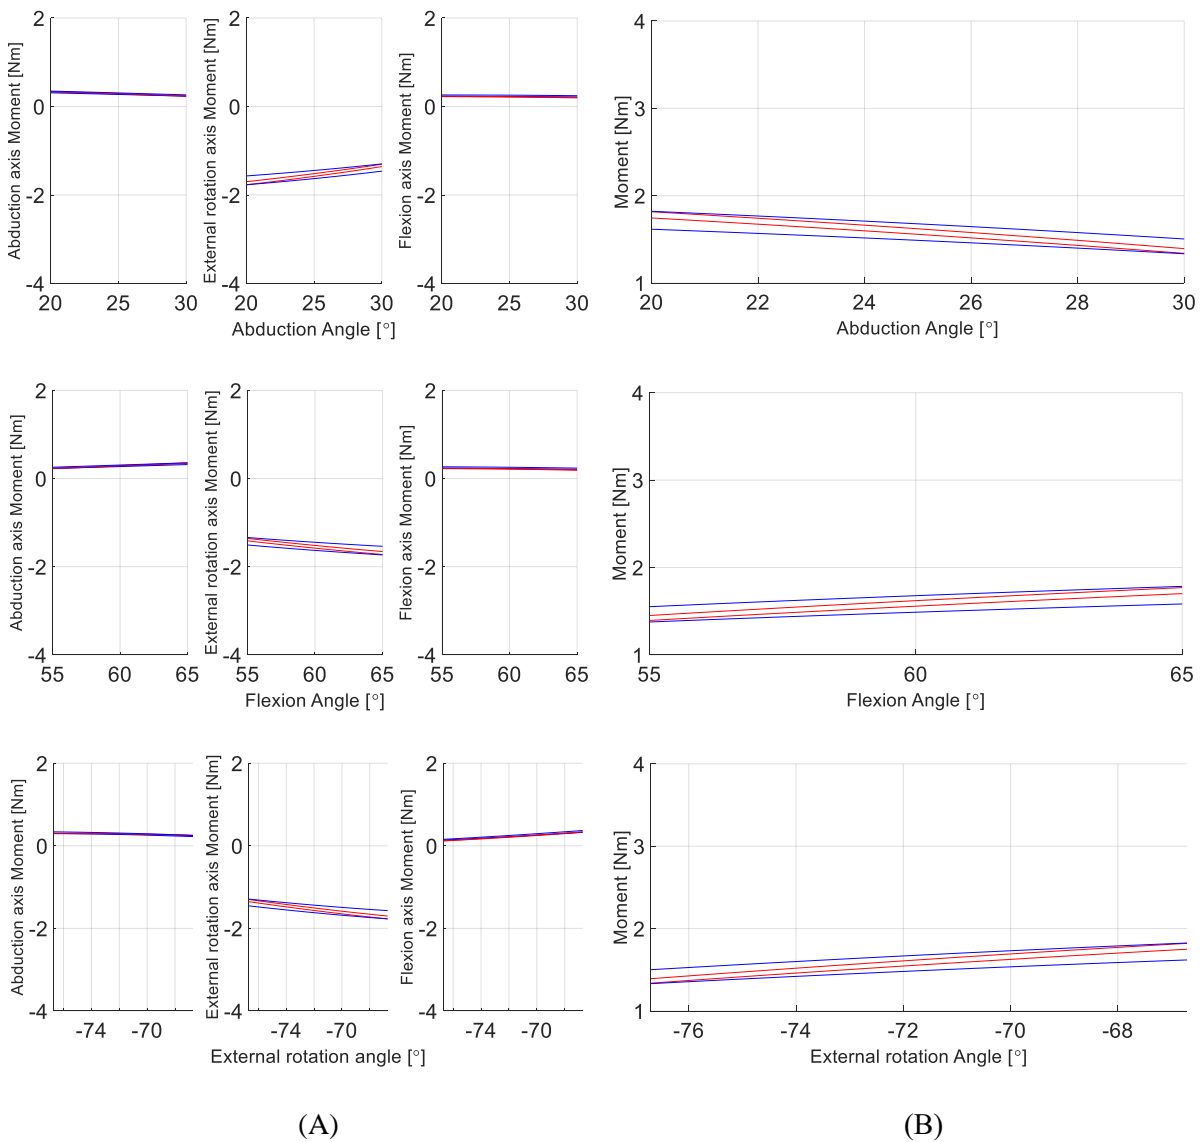 Abduction axis Moment [Nm]
2
0
-2
-4
20 25 30
External rotation axis Moment [Nm]
2
0
-2
-4
20 25 30
Flexion axis Moment [Nm]
2
0
-2
-4
20 25 30
Abduction Angle [°]
Moment [Nm]
4
3
2
1
20 22 24 26 28 30
Abduction Angle [°]
Abduction axis Moment [Nm]
2
0
-2
-4
55 60 65
External rotation axis Moment [Nm]
2
0
-2
-4
55 60 65
Flexion axis Moment [Nm]
2
0
-2
-4
55 60 65
Flexion Angle [°]
Moment [Nm]
4
3
2
1
55 60 65
Flexion Angle [°]
Abduction axis Moment [Nm]
2
0
-2
-4
-74 -70
External rotation axis Moment [Nm]
2
0
-2
-4
-74 -70
Flexion axis Moment [Nm]
2
0
-2
-4
-74 -70
External rotation angle [°]
Moment [Nm]
4
3
2
1
-76 -74 -72 -70 -68
External rotation Angle [°]
(A)
(B)